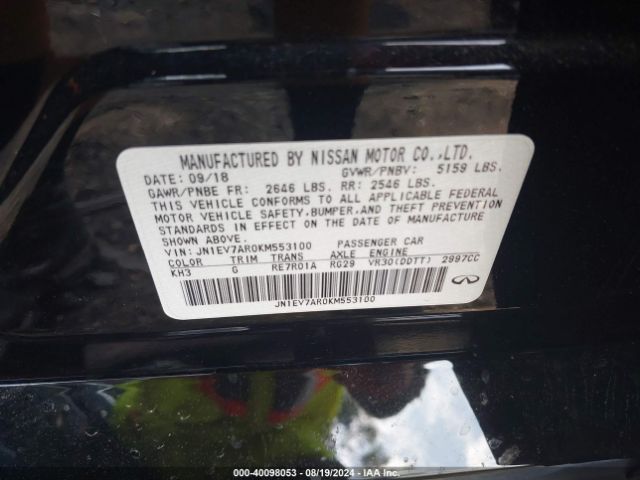 MANUFACTURED BY NISSAN MOTOR CO.,LTD.
DATE: 09/18 GVWR/PNBV: 5159 LBS.
GAWR/PNBE FR: 2646 LBS. RR: 2546 LBS.
THIS VEHICLE CONFORMS TO ALL APPLICABLE FEDERAL
MOTOR VEHICLE SAFETY, BUMPER, AND THEFT PREVENTION
STANDARDS IN EFFECT ON THE DATE OF MANUFACTURE
SHOWN ABOVE.
VIN: JN1EV7AR0KM553100 PASSENGER CAR
COLOR TRIM TRANS AXLE ENGINE
KH3 G RE7R01A RG29 VR30(DDTT) 2997CC
JN1EV7AR0KM553100
000-40098053 - 08/19/2024 - IAA Inc.